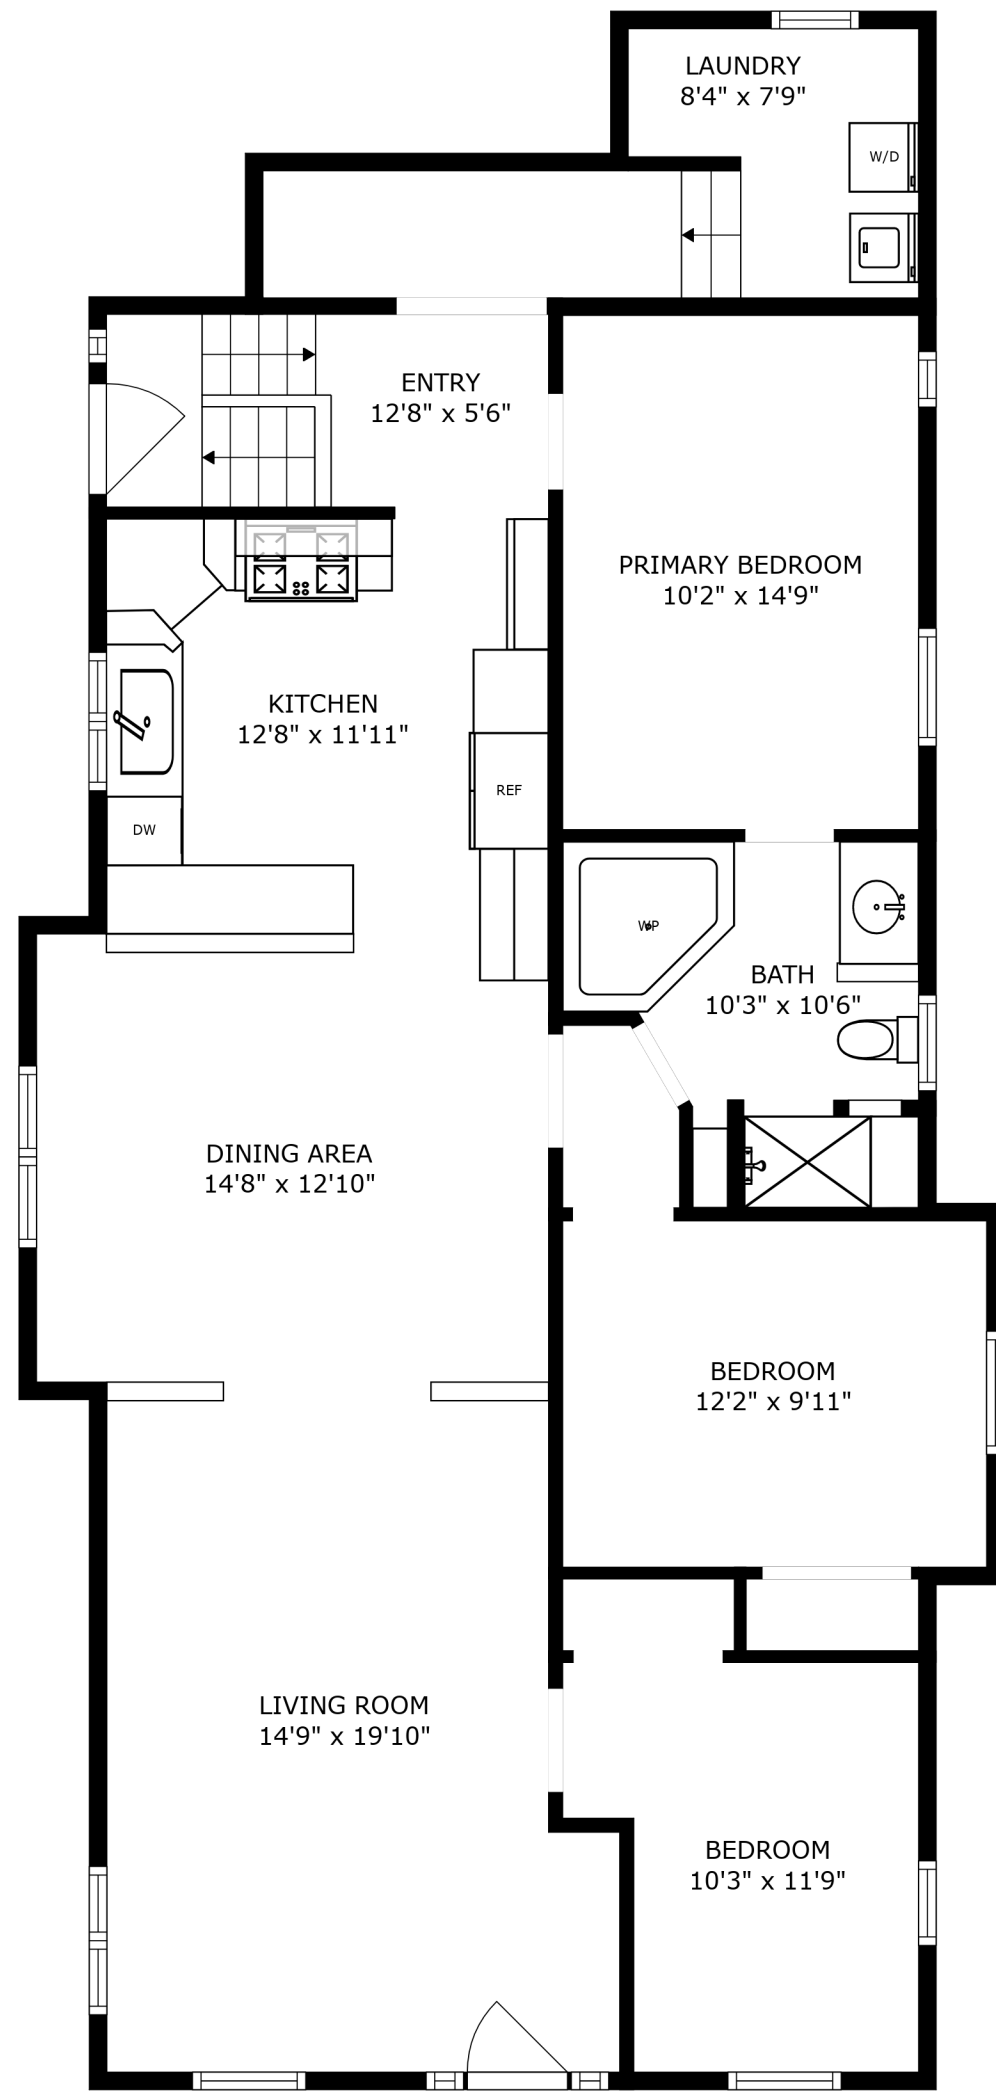 LAUNDRY
8'4" x 7'9"
W/D
ENTRY
12'8" x 5'6"
PRIMARY BEDROOM
10'2" x 14'9"
KITCHEN
12'8" x 11'11"
REF
DW
WP
BATH
10'3" x 10'6"
DINING AREA
14'8" x 12'10"
BEDROOM
12'2" x 9'11"
LIVING ROOM
14'9" x 19'10"
BEDROOM
10'3" x 11'9"